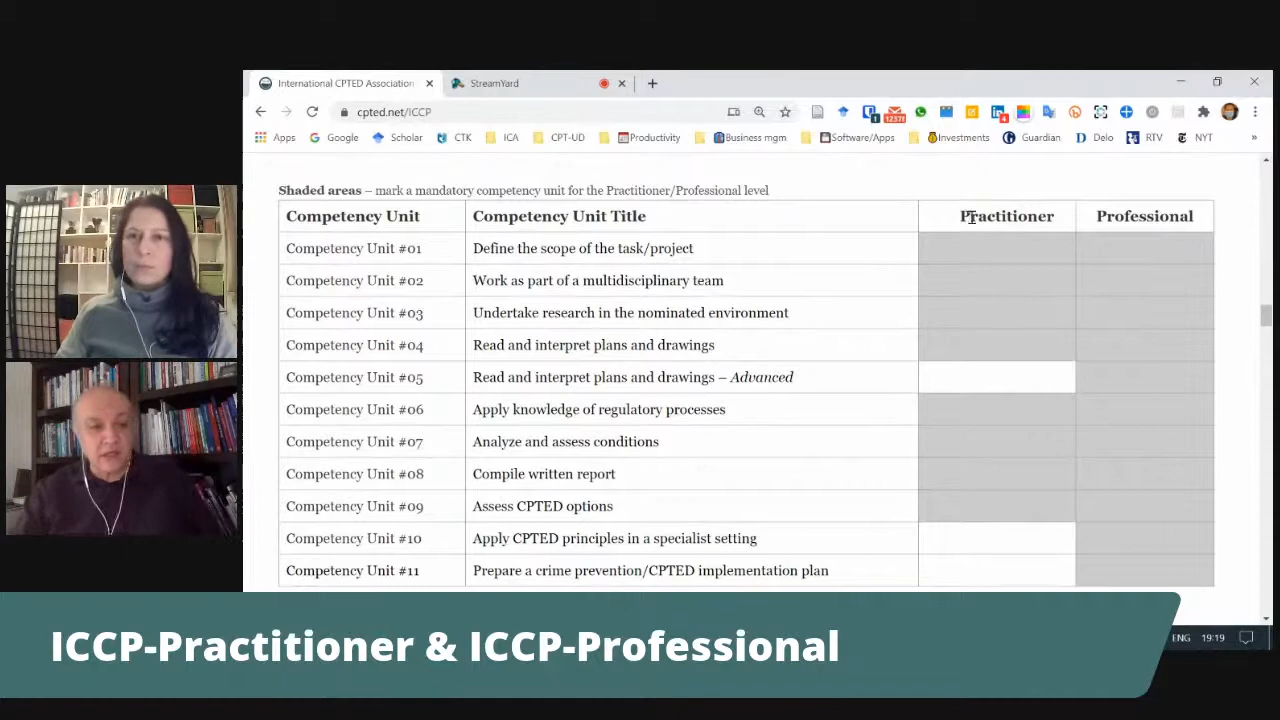 International CPTED Association
StreamYard
cpted.net/ICCP
Apps Google Scholar CTK ICA CPT-UD Productivity Business mgm Software/Apps Investments Guardian Delo RTV NYT
Shaded areas – mark a mandatory competency unit for the Practitioner/Professional level
Competency Unit Competency Unit Title Practitioner Professional
Competency Unit #01 Define the scope of the task/project
Competency Unit #02 Work as part of a multidisciplinary team
Competency Unit #03 Undertake research in the nominated environment
Competency Unit #04 Read and interpret plans and drawings
Competency Unit #05 Read and interpret plans and drawings – Advanced
Competency Unit #06 Apply knowledge of regulatory processes
Competency Unit #07 Analyze and assess conditions
Competency Unit #08 Compile written report
Competency Unit #09 Assess CPTED options
Competency Unit #10 Apply CPTED principles in a specialist setting
Competency Unit #11 Prepare a crime prevention/CPTED implementation plan
ENG 19:19
ICCP-Practitioner & ICCP-Professional